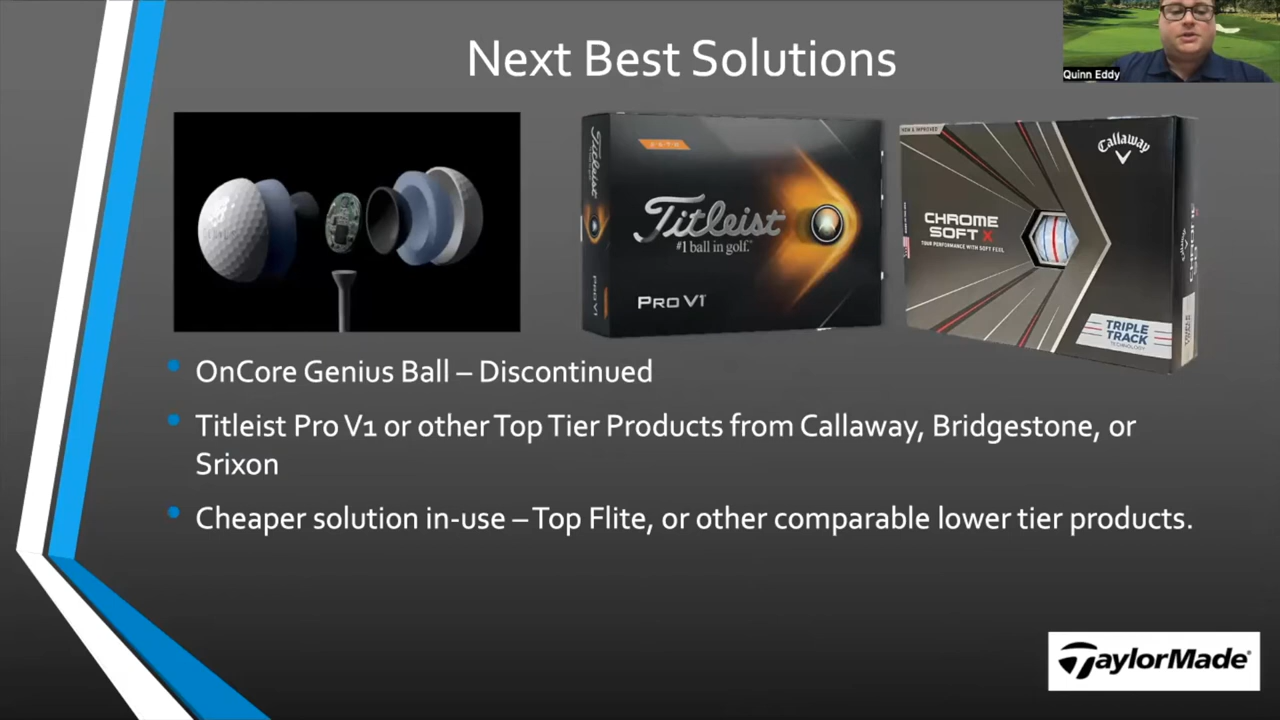 Next Best Solutions
Quinn Eddy
Titleist
Titleist
#1 ball in golf.
PRO V1
PRO V1
NEW & IMPROVED
Callaway
CHROME
SOFT X
TOUR PERFORMANCE WITH SOFT FEEL
TRIPLE
TRACK
TECHNOLOGY
• OnCore Genius Ball – Discontinued
• Titleist Pro V1 or other Top Tier Products from Callaway, Bridgestone, or
Srixon
• Cheaper solution in-use – Top Flite, or other comparable lower tier products.
TaylorMade